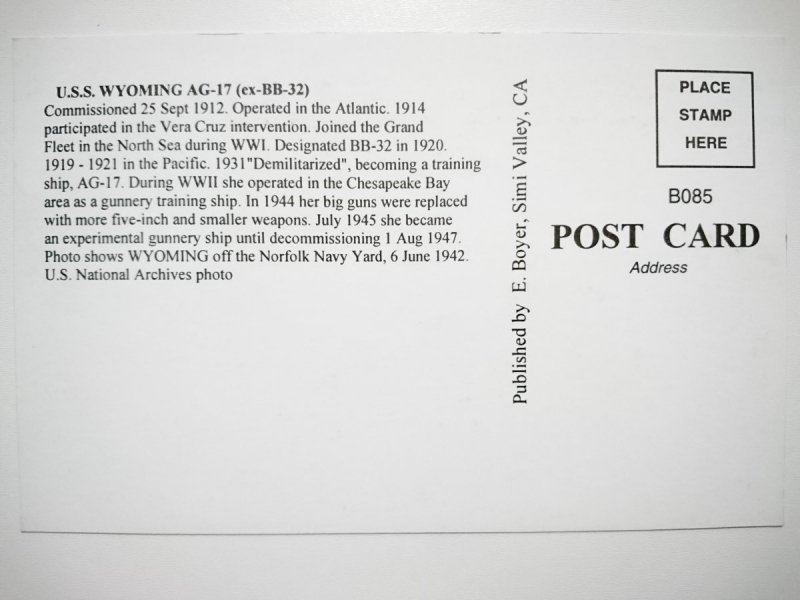 U.S.S. WYOMING AG-17 (ex-BB-32)
Commissioned 25 Sept 1912. Operated in the Atlantic. 1914
participated in the Vera Cruz intervention. Joined the Grand
Fleet in the North Sea during WWI. Designated BB-32 in 1920.
1919 - 1921 in the Pacific. 1931"Demilitarized", becoming a training
ship, AG-17. During WWII she operated in the Chesapeake Bay
area as a gunnery training ship. In 1944 her big guns were replaced
with more five-inch and smaller weapons. July 1945 she became
an experimental gunnery ship until decommissioning 1 Aug 1947.
Photo shows WYOMING off the Norfolk Navy Yard, 6 June 1942.
U.S. National Archives photo
Published by E. Boyer, Simi Valley, CA
PLACE
STAMP
HERE
B085
POST CARD
Address